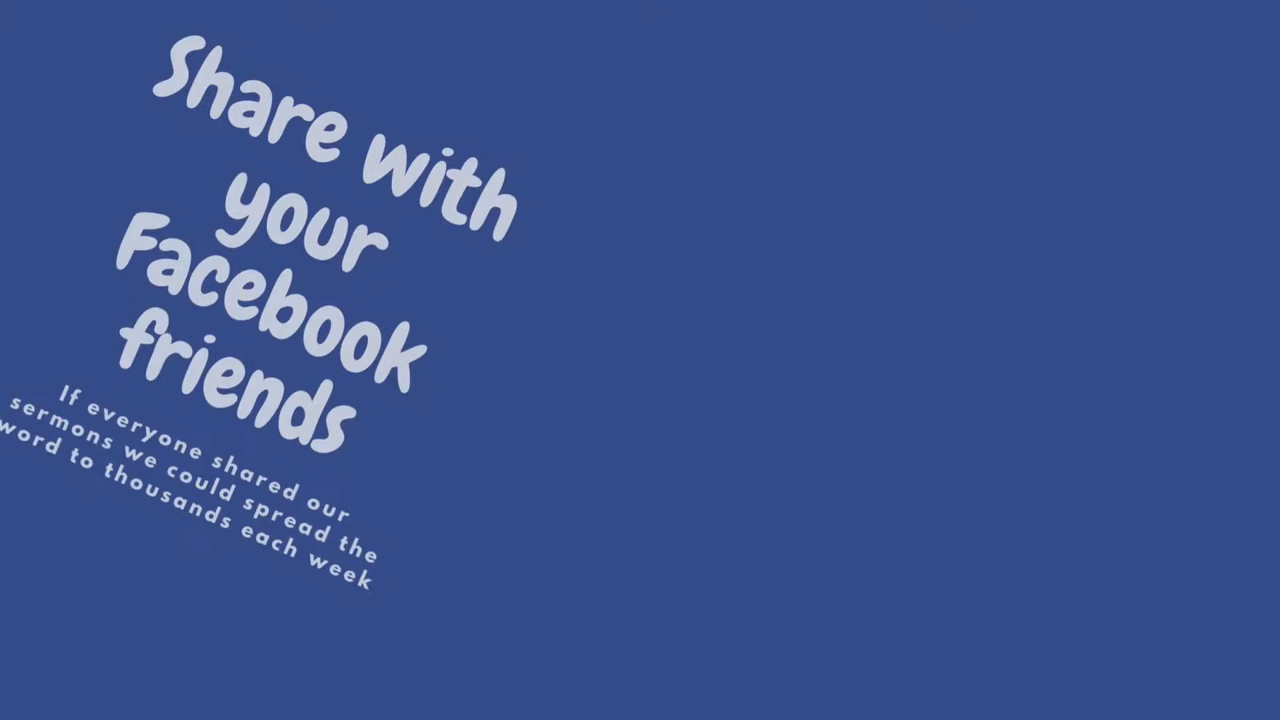 Share with
your
Facebook
friends
If everyone shared our
sermons we could spread the
word to thousands each week